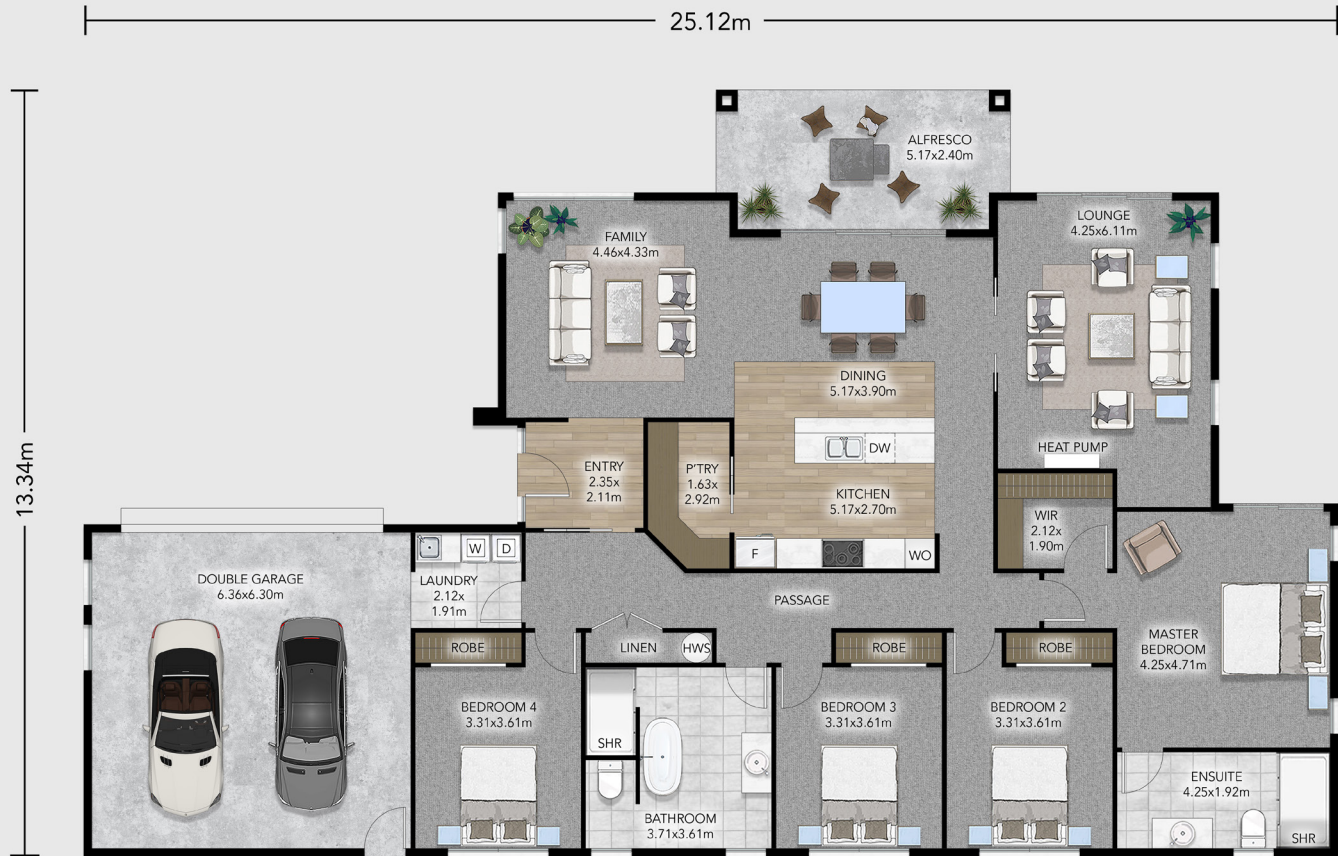 25.12m
13.34m
ALFRESCO
5.17x2.40m
FAMILY
4.46x4.33m
LOUNGE
4.25x6.11m
DINING
5.17x3.90m
DW
HEAT PUMP
ENTRY
2.35x
2.11m
P'TRY
1.63x
2.92m
KITCHEN
5.17x2.70m
WIR
2.12x
1.90m
F
WO
W
D
DOUBLE GARAGE
6.36x6.30m
LAUNDRY
2.12x
1.91m
PASSAGE
ROBE
LINEN
HWS
ROBE
ROBE
MASTER
BEDROOM
4.25x4.71m
BEDROOM 4
3.31x3.61m
SHR
BEDROOM 3
3.31x3.61m
BEDROOM 2
3.31x3.61m
BATHROOM
3.71x3.61m
ENSUITE
4.25x1.92m
SHR